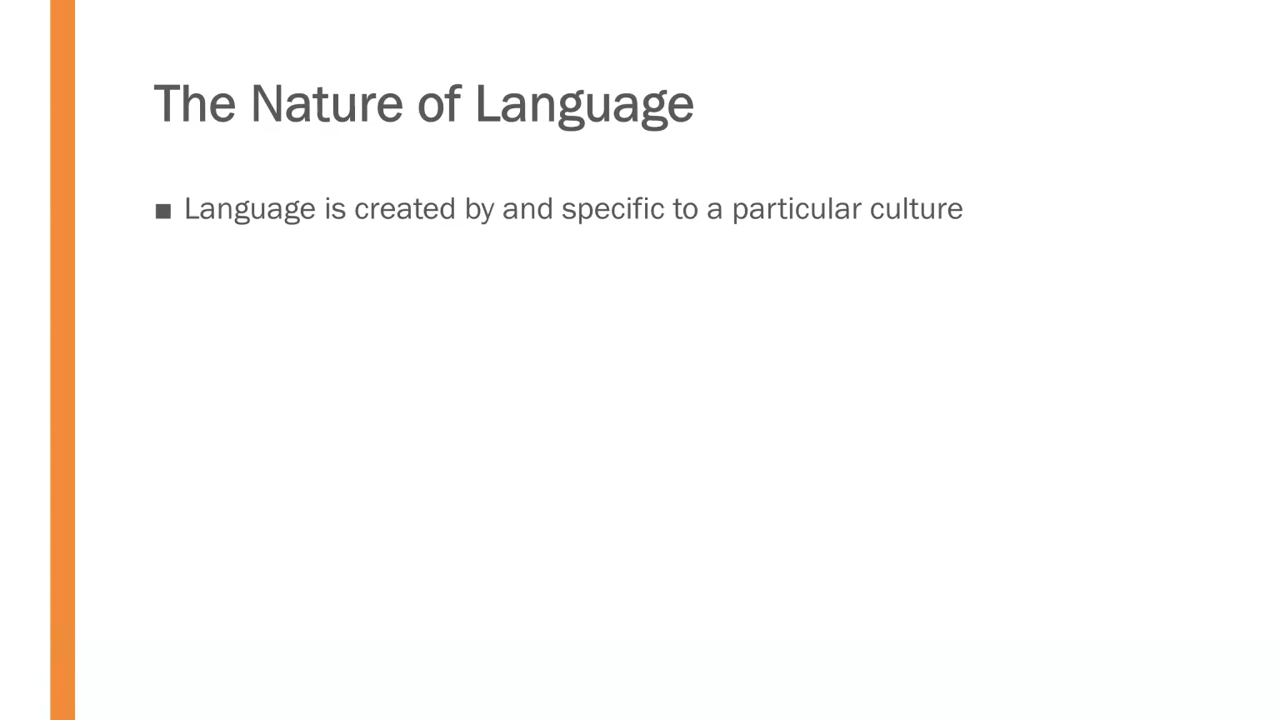 The Nature of Language
▪ Language is created by and specific to a particular culture